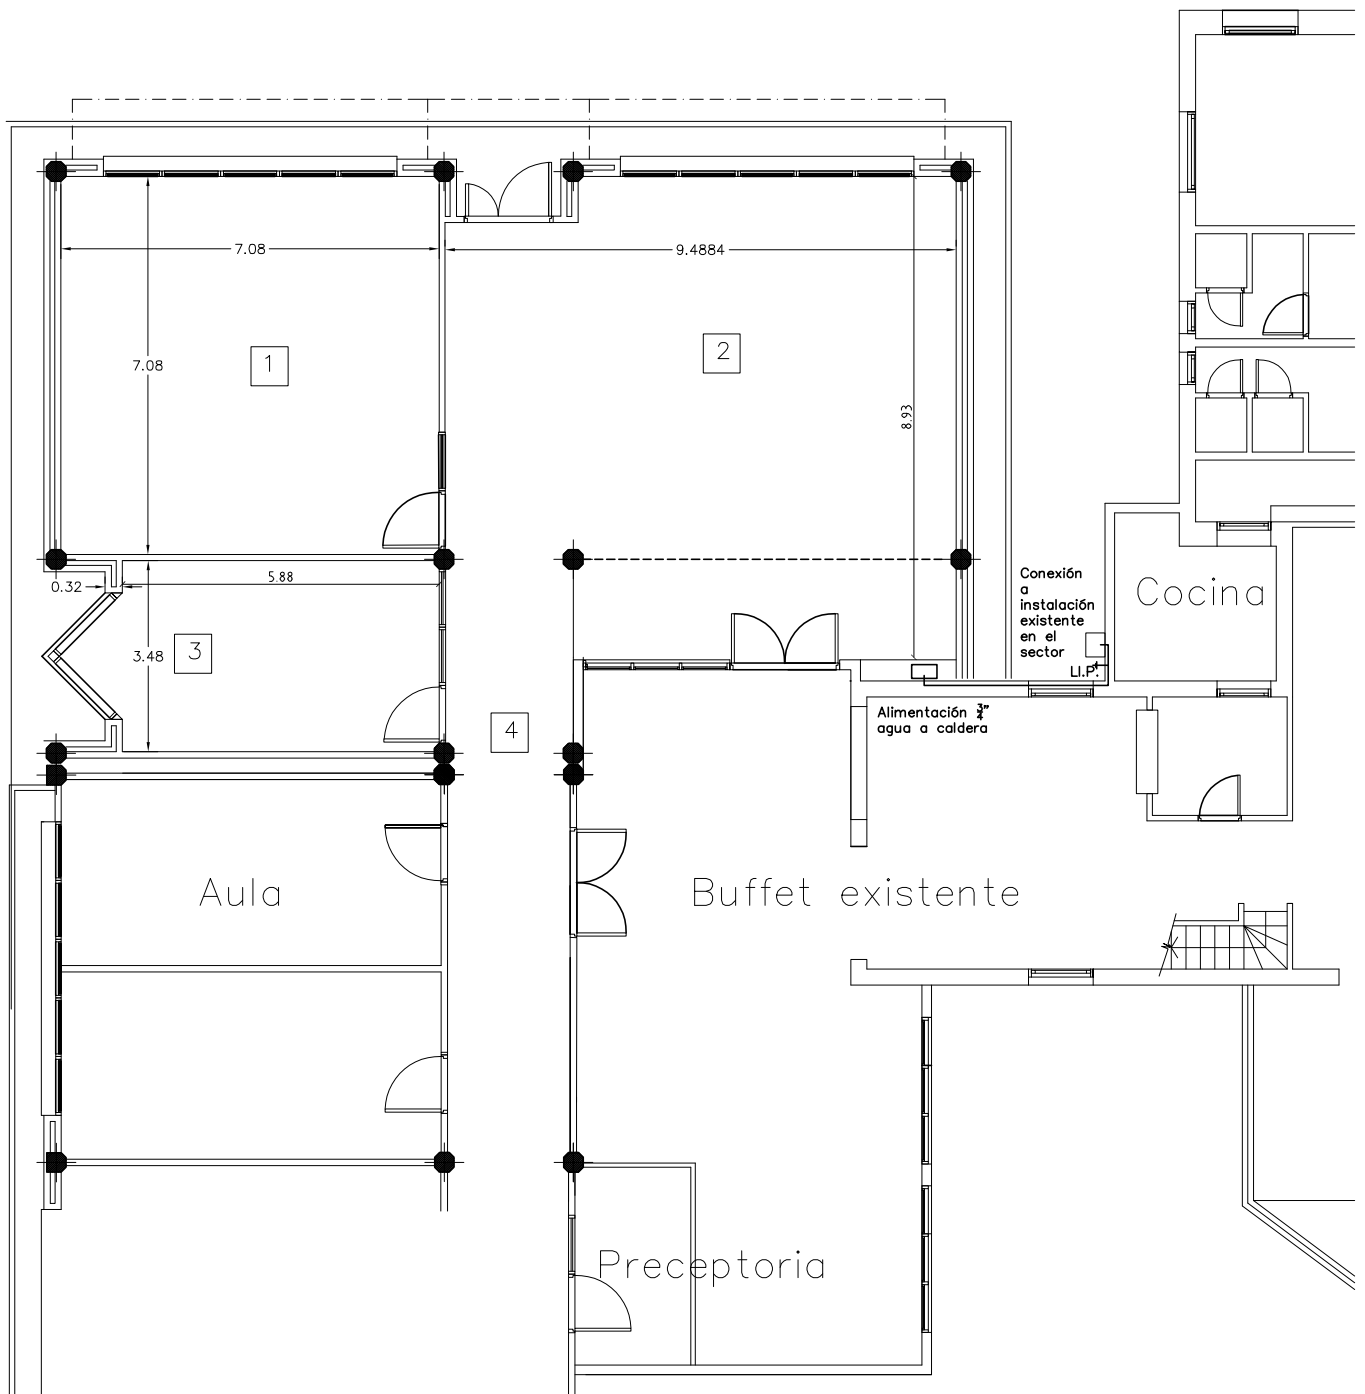 7.08
9.4884
1
2
7.08
8.93
Conexión
a
instalación
existente
en el
sector
Cocina
0.32
5.88
3
3.48
Ll.P.
4
Alimentación 3/4"
agua a caldera
Aula
Buffet existente
Preceptoria